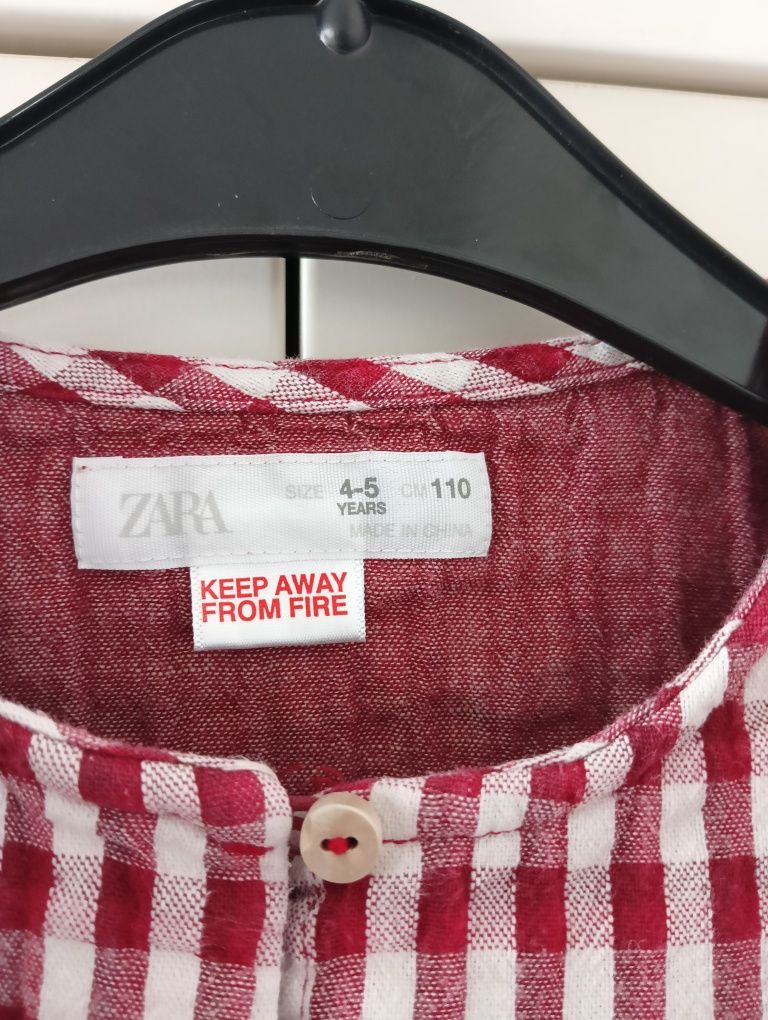 ZARA SIZE 4-5 CM 110
YEARS
MADE IN CHINA
KEEP AWAY
FROM FIRE